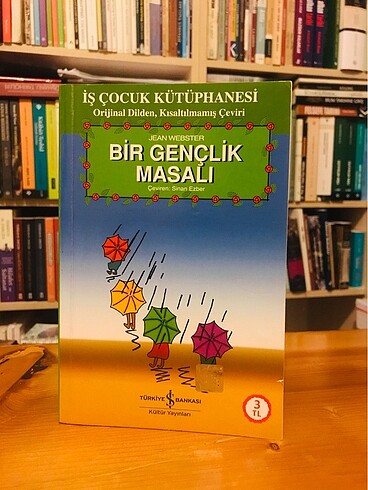 İŞ ÇOCUK KÜTÜPHANESİ
Orijinal Dilden, Kısaltılmamış Çeviri
JEAN WEBSTER
BİR GENÇLİK
MASALI
Çeviren: Sinan Ezber
3
TL
TÜRKİYE İŞ BANKASI
Kültür Yayınları